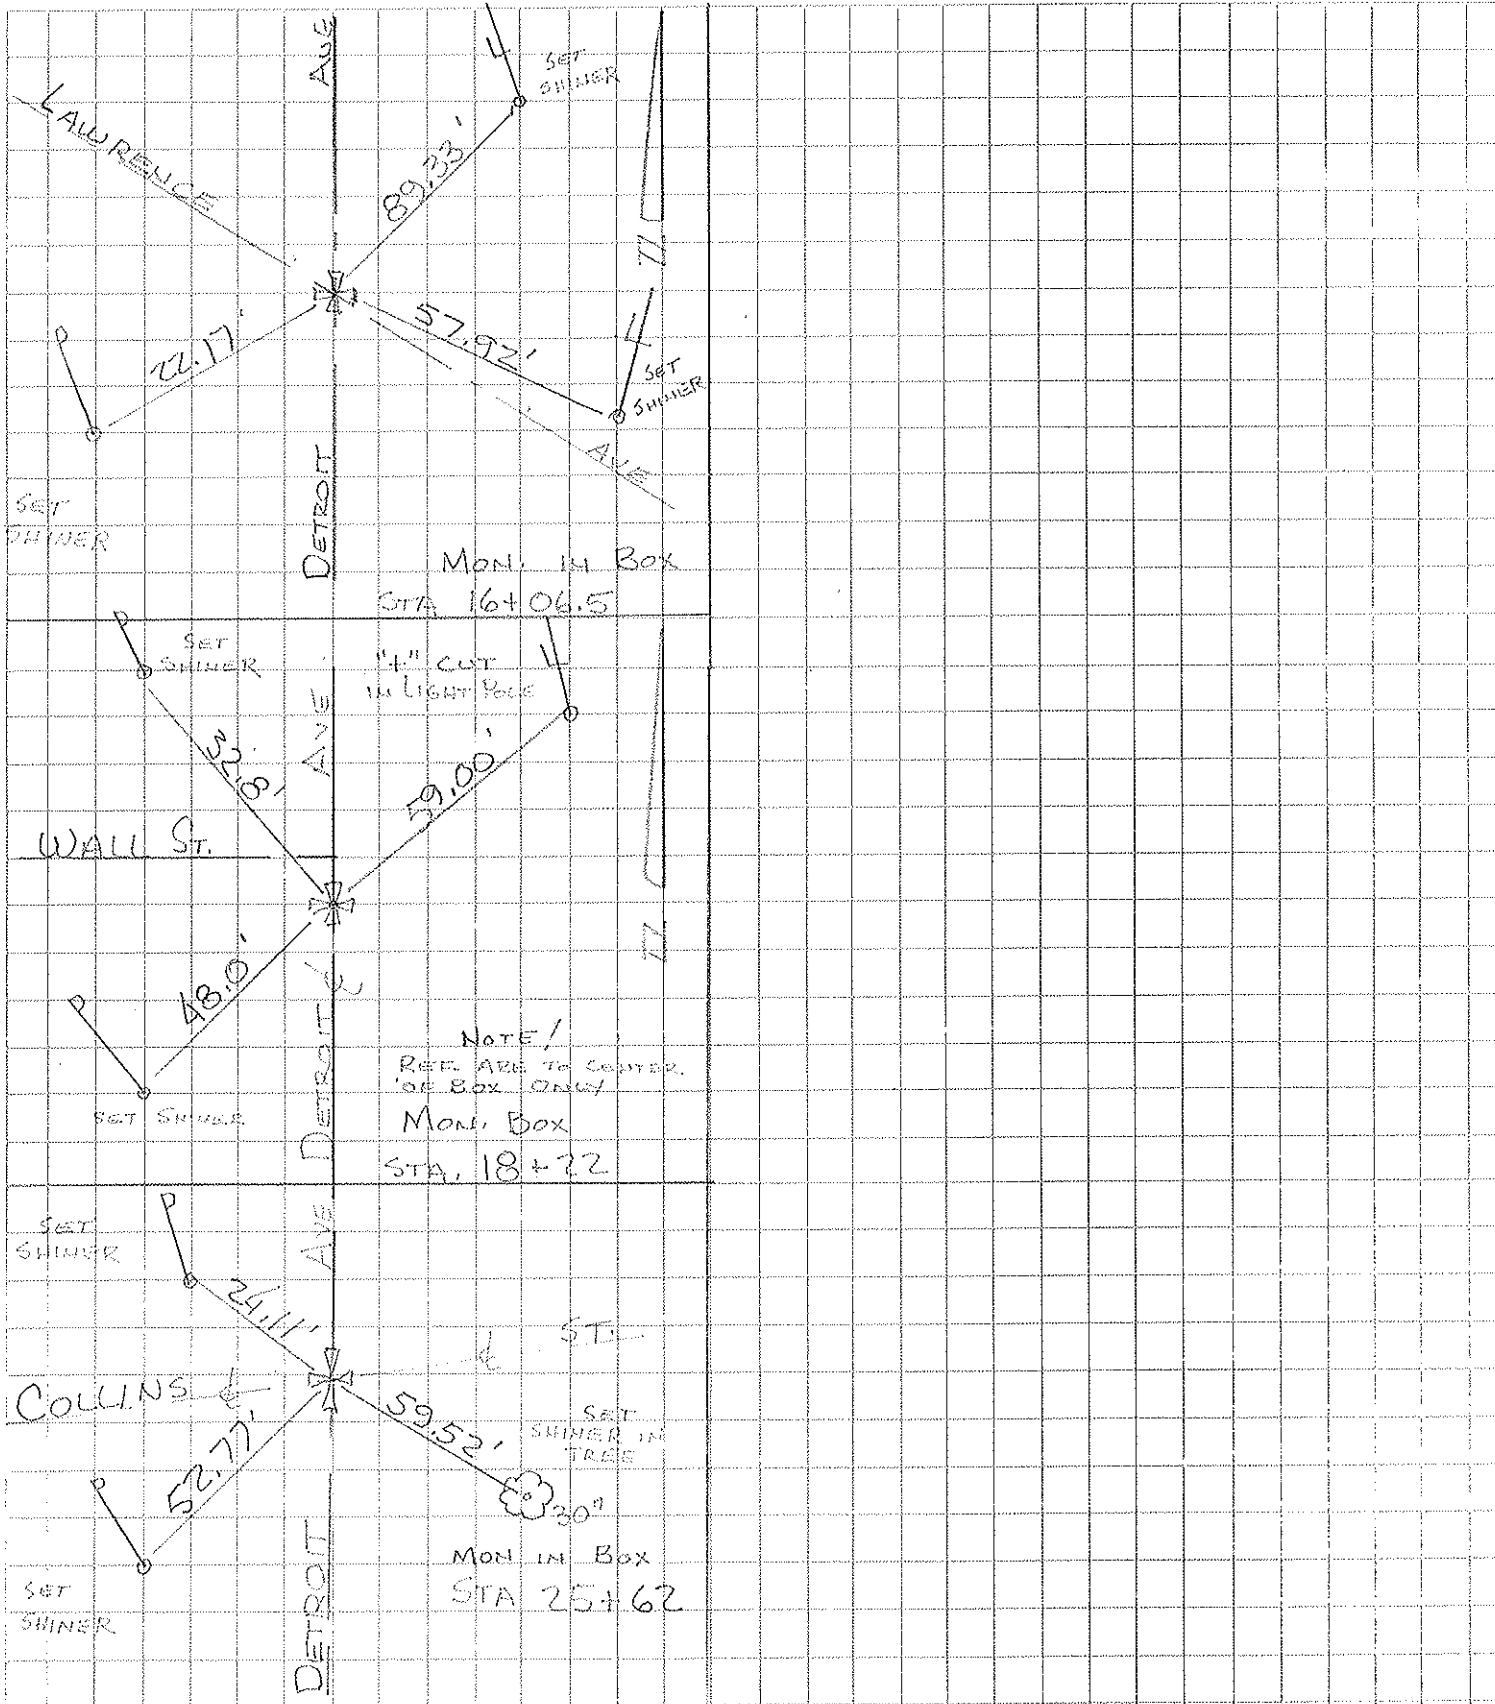 AVE
SET
SHINER
LAWRENCE
89.33'
N
22.17'
57.92'
SET
SHINER
AVE
DETROIT
SET
SHINER
MON. IN BOX
STA 16+06.5
SET
SHINER
"+" CUT
IN LIGHT POLE
AVE
32.8'
59.00'
WALL ST.
N
48.0'
DETROIT ℄
NOTE!
REF. ARE TO CENTER
OF BOX ONLY
SET SHINER
MON. BOX
STA. 18+22
SET
SHINER
AVE
24.11'
℄ ST.
COLLINS ℄
52.77'
59.52'
SET
SHINER IN
TREE
30"
MON IN BOX
STA 25+62
SET
SHINER
DETROIT